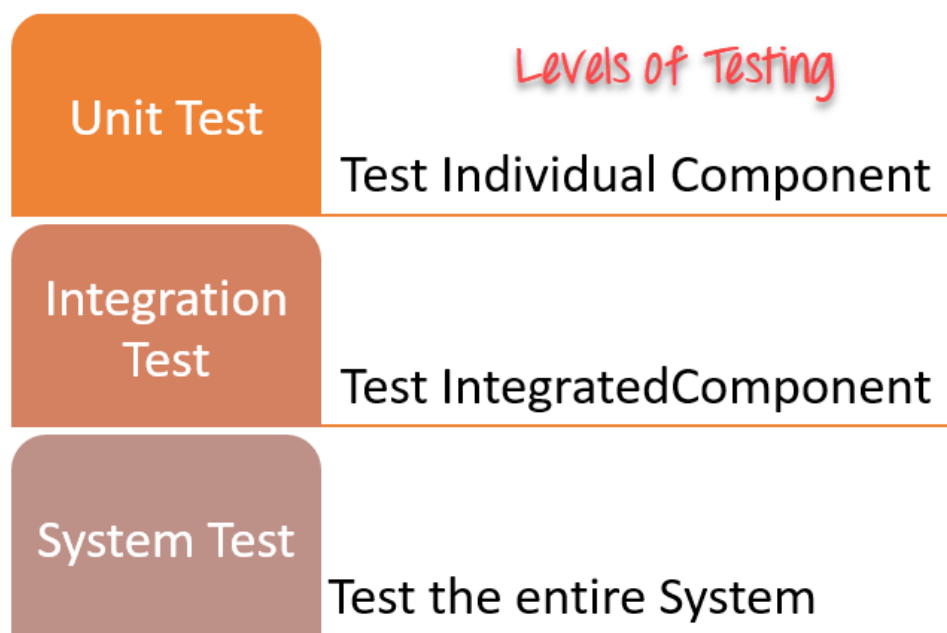 Levels of Testing
Unit Test
Test Individual Component
Integration
Test
Test IntegratedComponent
System Test
Test the entire System